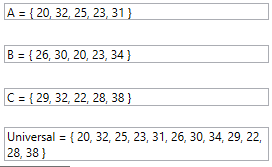 A = { 20, 32, 25, 23, 31 }
B = { 26, 30, 20, 23, 34 }
C = { 29, 32, 22, 28, 38 }
Universal = { 20, 32, 25, 23, 31, 26, 30, 34, 29, 22,
28, 38 }